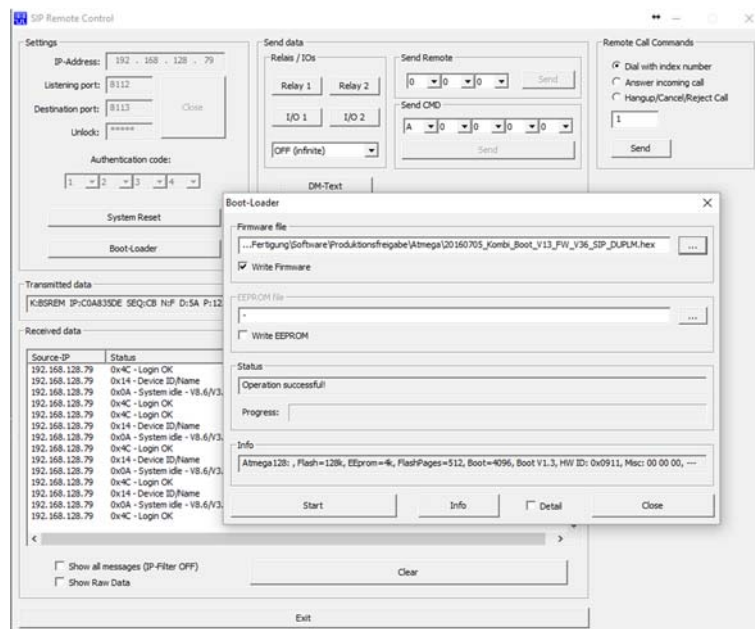 SIP Remote Control
Settings
IP-Address: 192 . 168 . 128 . 79
Listening port: 8112
Destination port: 8113
Close
Unlock: *****
Authentication code:
1 2 3 4
System Reset
Boot-Loader
Send data
Relais / IOs
Relay 1 Relay 2
I/O 1 I/O 2
OFF (infinite)
DM-Text
Send Remote
0 0 0 Send
Send CMD
A 0 0 0 0
Send
Remote Call Commands
Dial with index number
Answer incoming call
Hangup/Cancel/Reject Call
1
Send
Transmitted data
K:BSREM IP:C0A835DE SEQ:CB N:F D:5A P:12
Received data
Source-IP Status
192.168.128.79 0x4C - Login OK
192.168.128.79 0x14 - Device ID/Name
192.168.128.79 0x0A - System idle - V8.6/V3.
192.168.128.79 0x4C - Login OK
192.168.128.79 0x4C - Login OK
192.168.128.79 0x14 - Device ID/Name
192.168.128.79 0x0A - System idle - V8.6/V3.
192.168.128.79 0x4C - Login OK
192.168.128.79 0x14 - Device ID/Name
192.168.128.79 0x0A - System idle - V8.6/V3.
192.168.128.79 0x4C - Login OK
192.168.128.79 0x14 - Device ID/Name
192.168.128.79 0x0A - System idle - V8.6/V3.
192.168.128.79 0x4C - Login OK
Show all messages (IP-Filter OFF)
Show Raw Data
Clear
Exit
Boot-Loader
Firmware file
...Fertigung\Software\Produktionsfreigabe\Atmega\20160705_Kombi_Boot_V13_FW_V36_SIP_DUPLM.hex ...
Write Firmware
EEPROM file
- ...
Write EEPROM
Status
Operation successful!
Progress:
Info
Atmega128: , Flash=128k, EEprom=4k, FlashPages=512, Boot=4096, Boot V1.3, HW ID: 0x0911, Misc: 00 00 00, ---
Start Info Detail Close